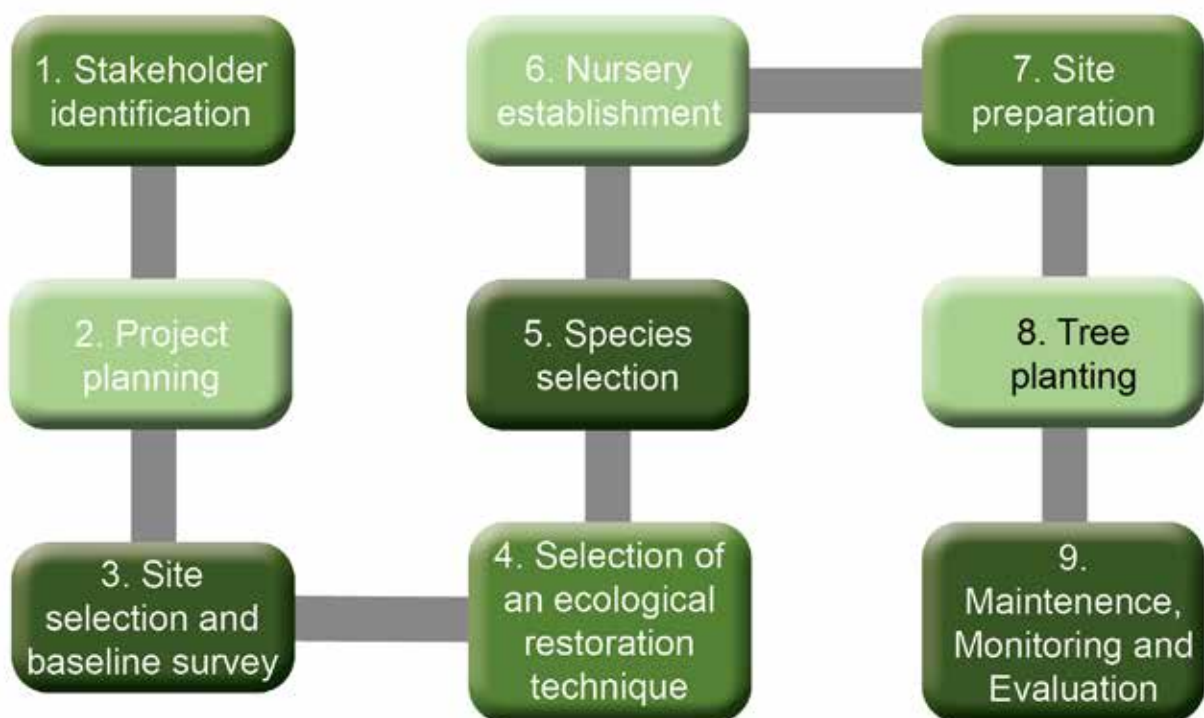 1. Stakeholder
identification
2. Project
planning
3. Site
selection and
baseline survey
4. Selection of
an ecological
restoration
technique
5. Species
selection
6. Nursery
establishment
7. Site
preparation
8. Tree
planting
9.
Maintenence,
Monitoring and
Evaluation